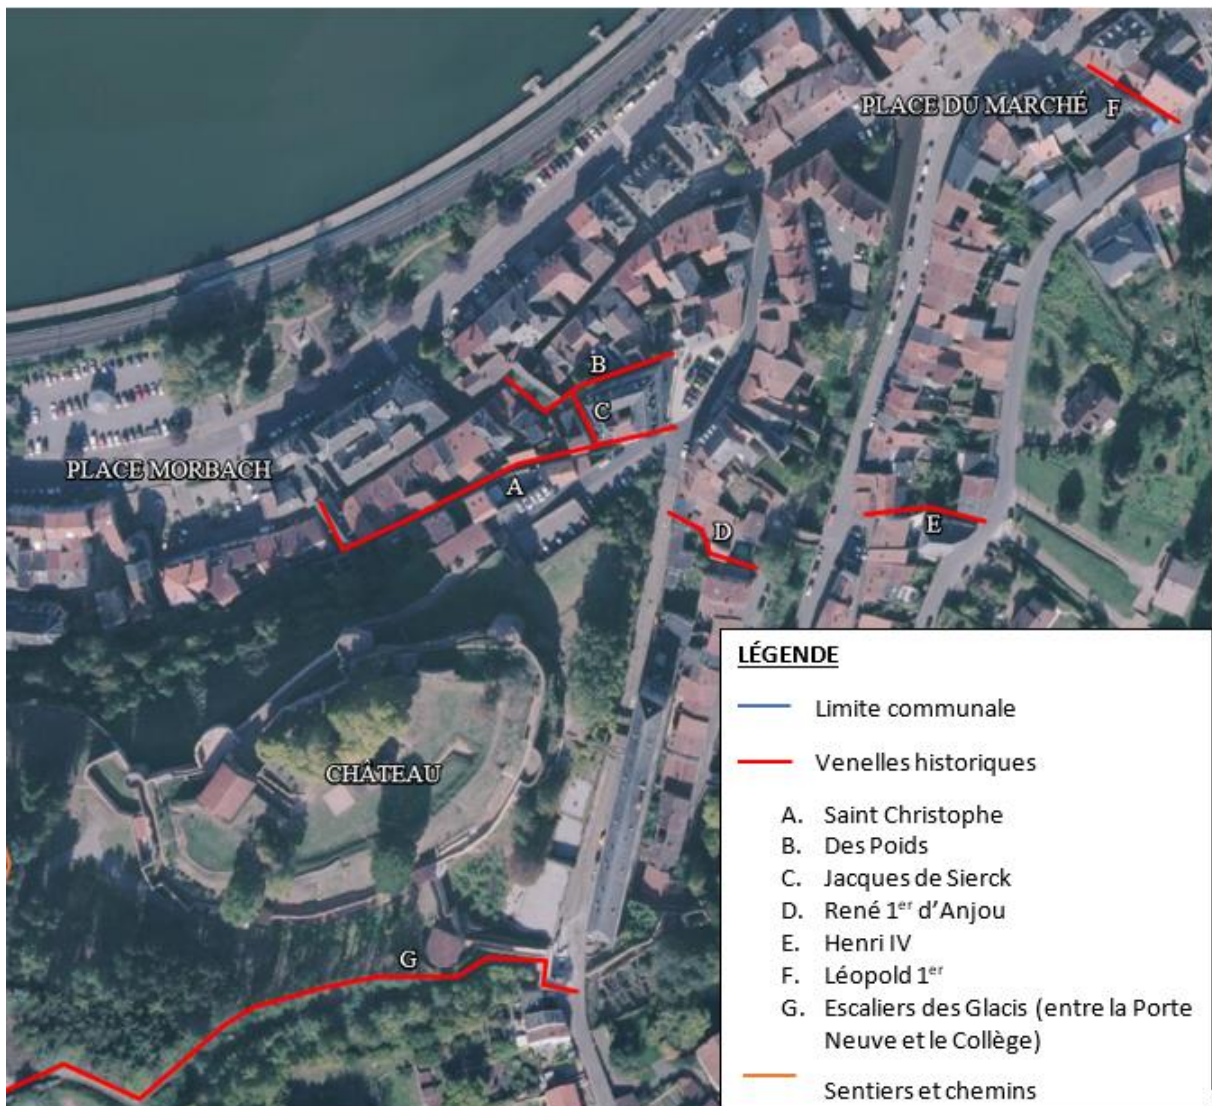 PLACE DU MARCHÉ
F
B
C
PLACE MORBACH
A
E
D
CHÂTEAU
G
LÉGENDE
Limite communale
Venelles historiques
A. Saint Christophe
B. Des Poids
C. Jacques de Sierck
D. René 1er d’Anjou
E. Henri IV
F. Léopold 1er
G. Escaliers des Glacis (entre la Porte
Neuve et le Collège)
Sentiers et chemins